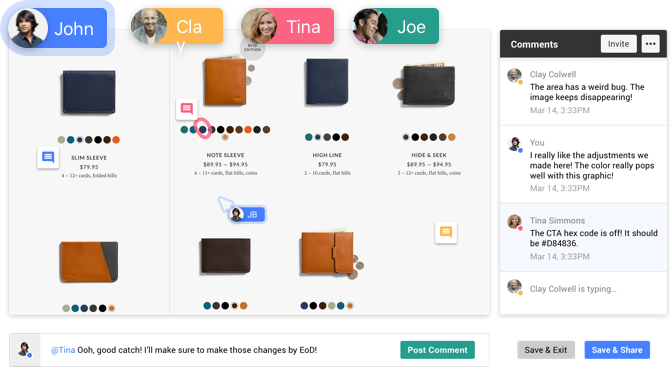 John
Cla
y
Tina
Joe
RFID
EDITION
SLIM SLEEVE
$79.95
4 – 12+ cards, folded bills
NOTE SLEEVE
$89.95 – $94.95
4 – 11+ cards, flat bills, coins
HIGH LINE
$79.95
2 – 10 cards, flat bills
HIDE & SEEK
$89.95 – $94.95
5 – 12+ cards, flat bills, coins
JB
Comments
Invite
Clay Colwell
The area has a weird bug. The
image keeps disappearing!
Mar 14, 3:33PM
You
I really like the adjustments we
made here! The color really pops
well with this graphic!
Mar 14, 3:33PM
Tina Simmons
The CTA hex code is off! It should
be #D84836.
Mar 14, 3:33PM
Clay Colwell is typing...
@Tina Ooh, good catch! I'll make sure to make those changes by EoD!
Post Comment
Save & Exit
Save & Share